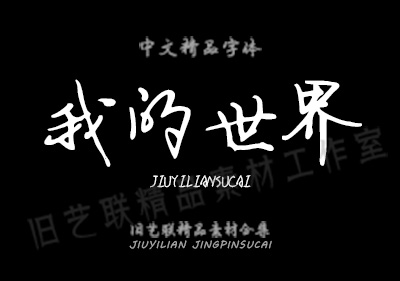 中文精品字体
我的世界
JIUYILIANSUCAI
旧艺联精品素材工作室
旧艺联精品素材合集
JIUYILIAN JINGPINSUCAI